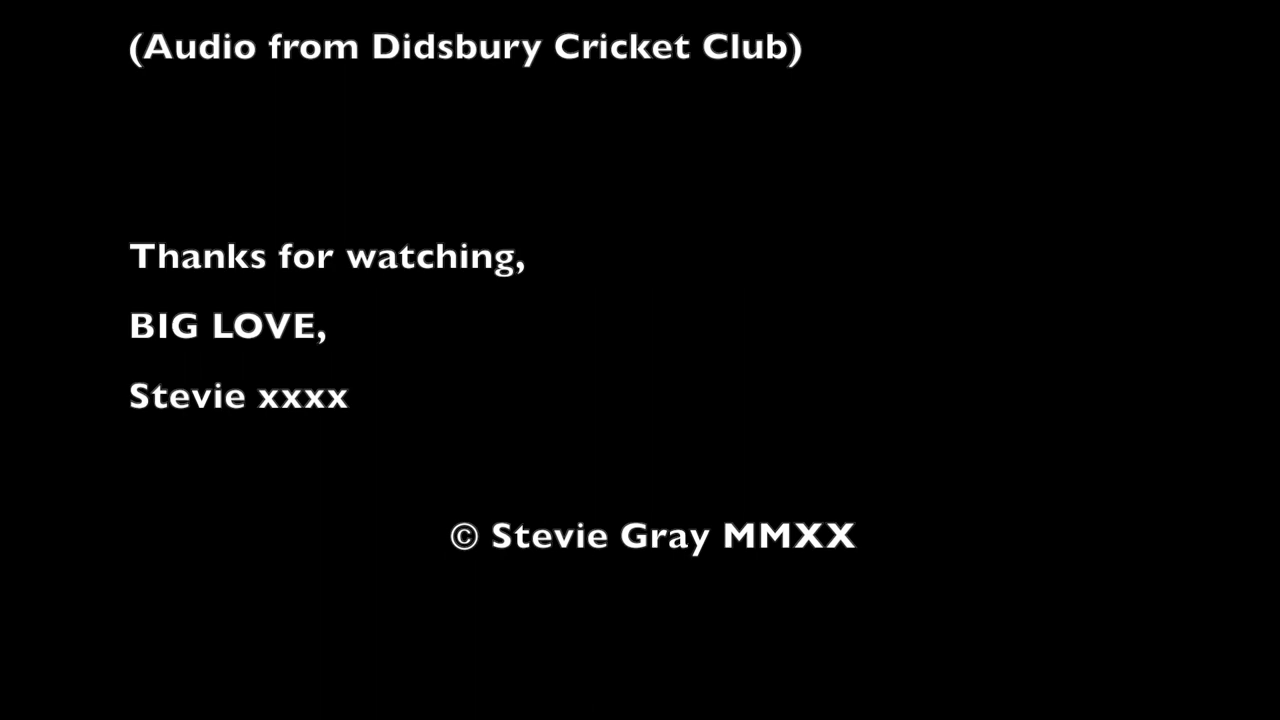 (Audio from Didsbury Cricket Club)
Thanks for watching,
BIG LOVE,
Stevie xxxx
© Stevie Gray MMXX